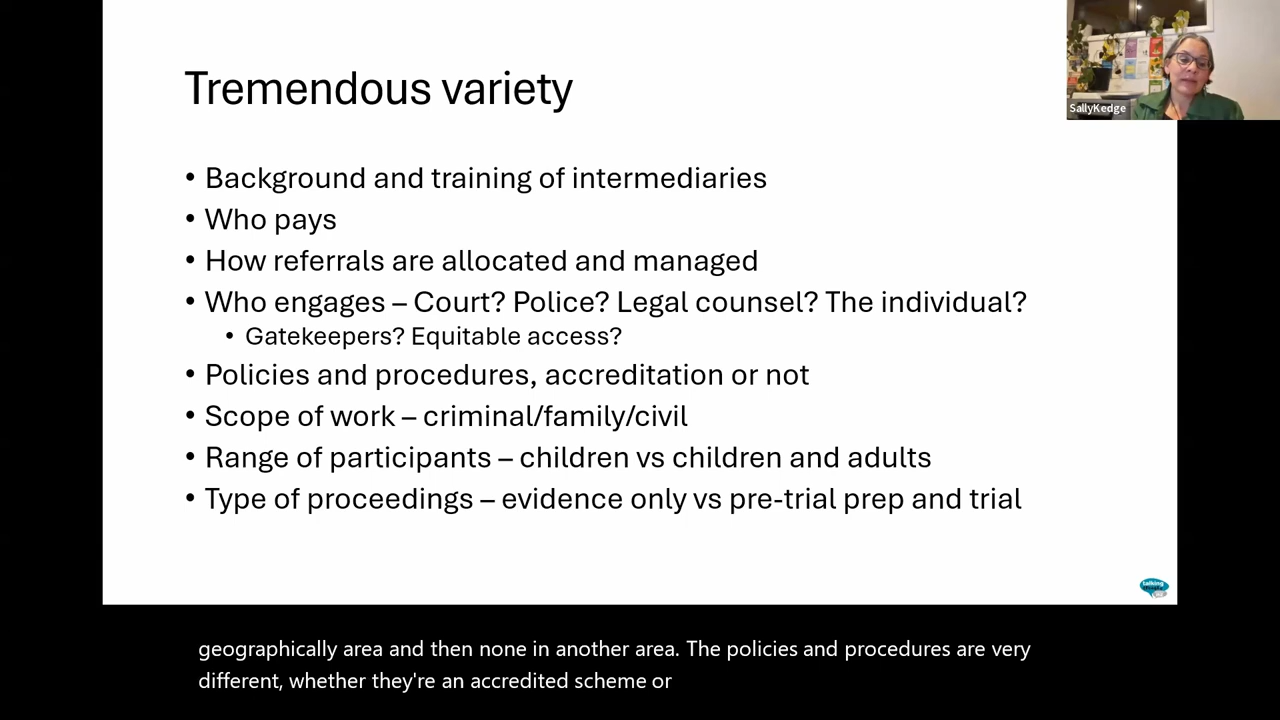 Tremendous variety
SallyKedge
• Background and training of intermediaries
• Who pays
• How referrals are allocated and managed
• Who engages – Court? Police? Legal counsel? The individual?
• Gatekeepers? Equitable access?
• Policies and procedures, accreditation or not
• Scope of work – criminal/family/civil
• Range of participants – children vs children and adults
• Type of proceedings – evidence only vs pre-trial prep and trial
talking
geographically area and then none in another area. The policies and procedures are very
different, whether they're an accredited scheme or